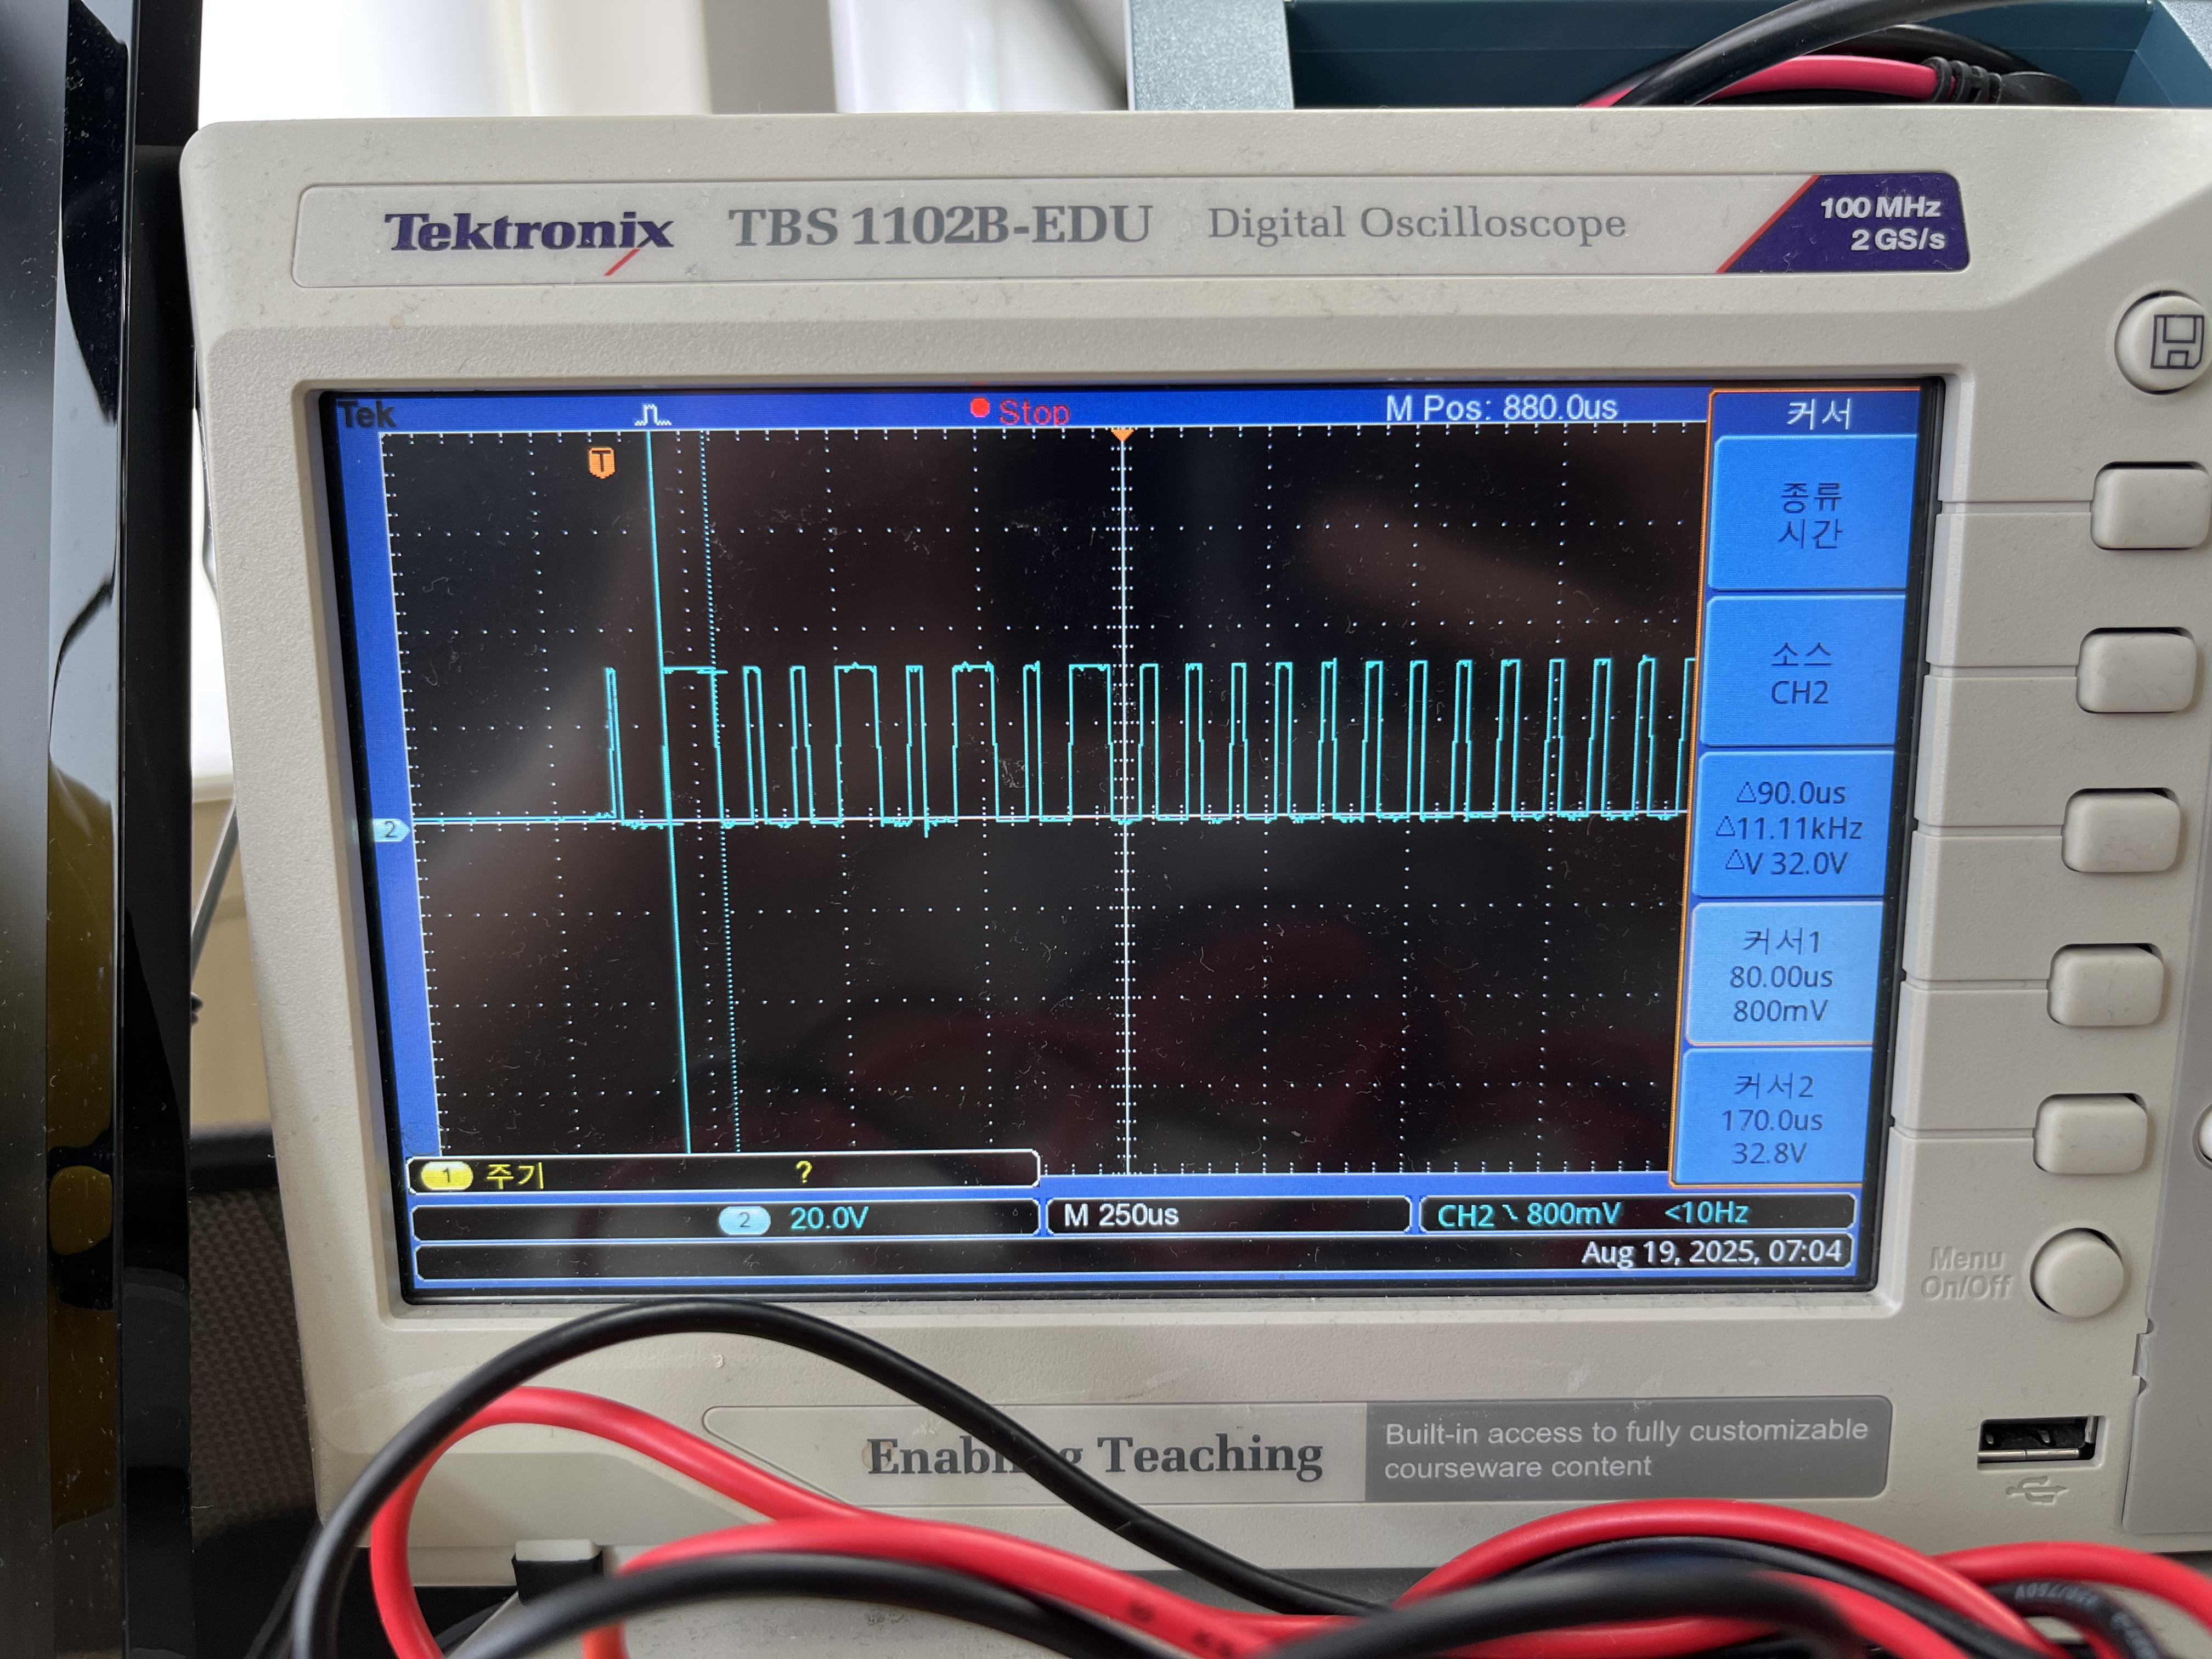 Tektronix TBS 1102B-EDU Digital Oscilloscope
100 MHz
2 GS/s
Tek
Stop
M Pos: 880.0us
커서
T
종류
시간
소스
CH2
△90.0us
△11.11kHz
△V 32.0V
2
커서1
80.00us
800mV
커서2
170.0us
32.8V
1 주기 ?
2 20.0V
M 250us
CH2 800mV <10Hz
Aug 19, 2025, 07:04
Menu
On/Off
Teaching
Built-in access to fully customizable
courseware content